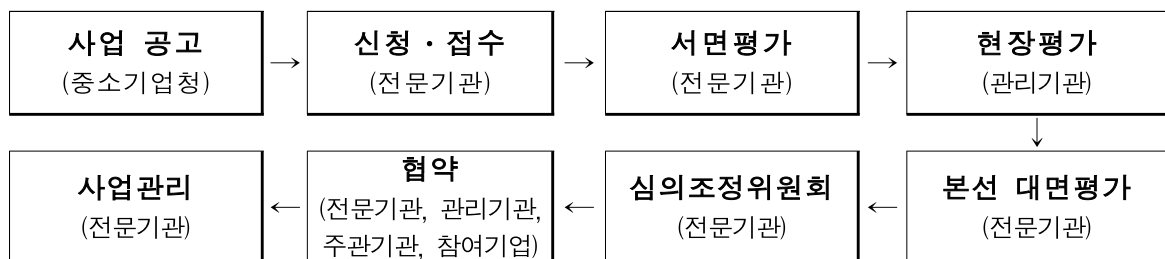 사업 공고
(중소기업청)
→
신청 · 접수
(전문기관)
→
서면평가
(전문기관)
→
현장평가
(관리기관)
↓
본선 대면평가
(전문기관)
←
심의조정위원회
(전문기관)
←
협약
(전문기관, 관리기관,
주관기관, 참여기업)
←
사업관리
(전문기관)